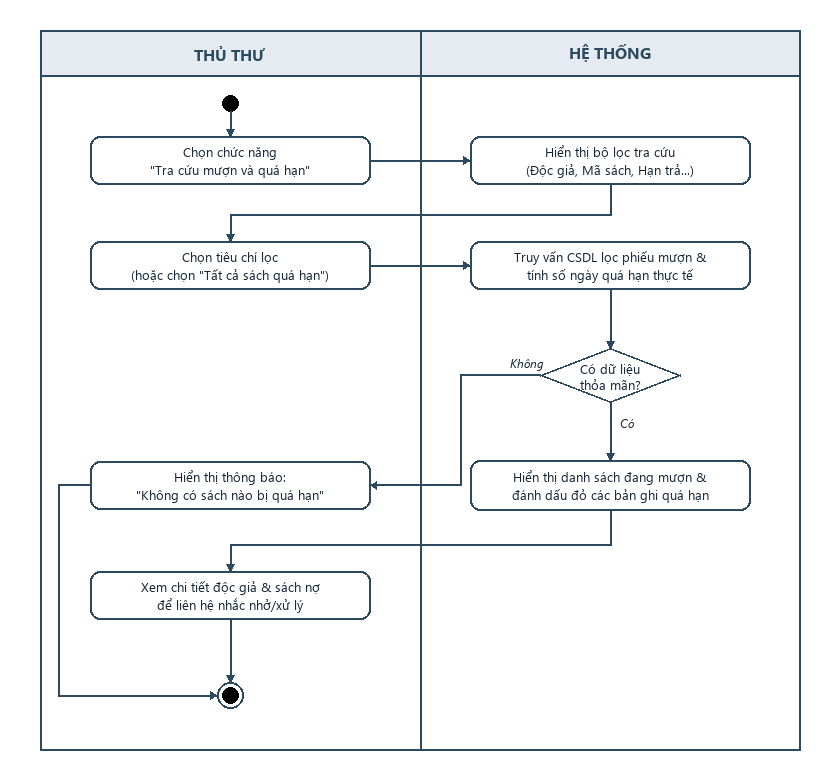 THỦ THƯ
HỆ THỐNG
Chọn chức năng
"Tra cứu mượn và quá hạn"
Hiển thị bộ lọc tra cứu
(Độc giả, Mã sách, Hạn trả...)
Chọn tiêu chí lọc
(hoặc chọn "Tất cả sách quá hạn")
Truy vấn CSDL lọc phiếu mượn &
tính số ngày quá hạn thực tế
Không
Có dữ liệu
thỏa mãn?
Có
Hiển thị thông báo:
"Không có sách nào bị quá hạn"
Hiển thị danh sách đang mượn &
đánh dấu đỏ các bản ghi quá hạn
Xem chi tiết độc giả & sách nợ
để liên hệ nhắc nhở/xử lý